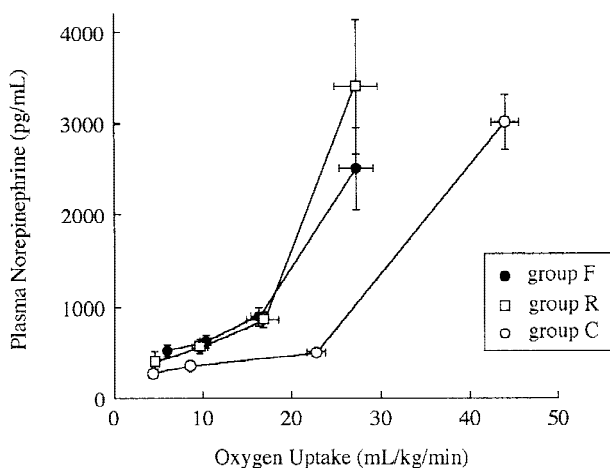 Plasma Norepinephrine (pg/mL)
4000
3000
2000
1000
0
0 10 20 30 40 50
Oxygen Uptake (mL/kg/min)
group F
group R
group C